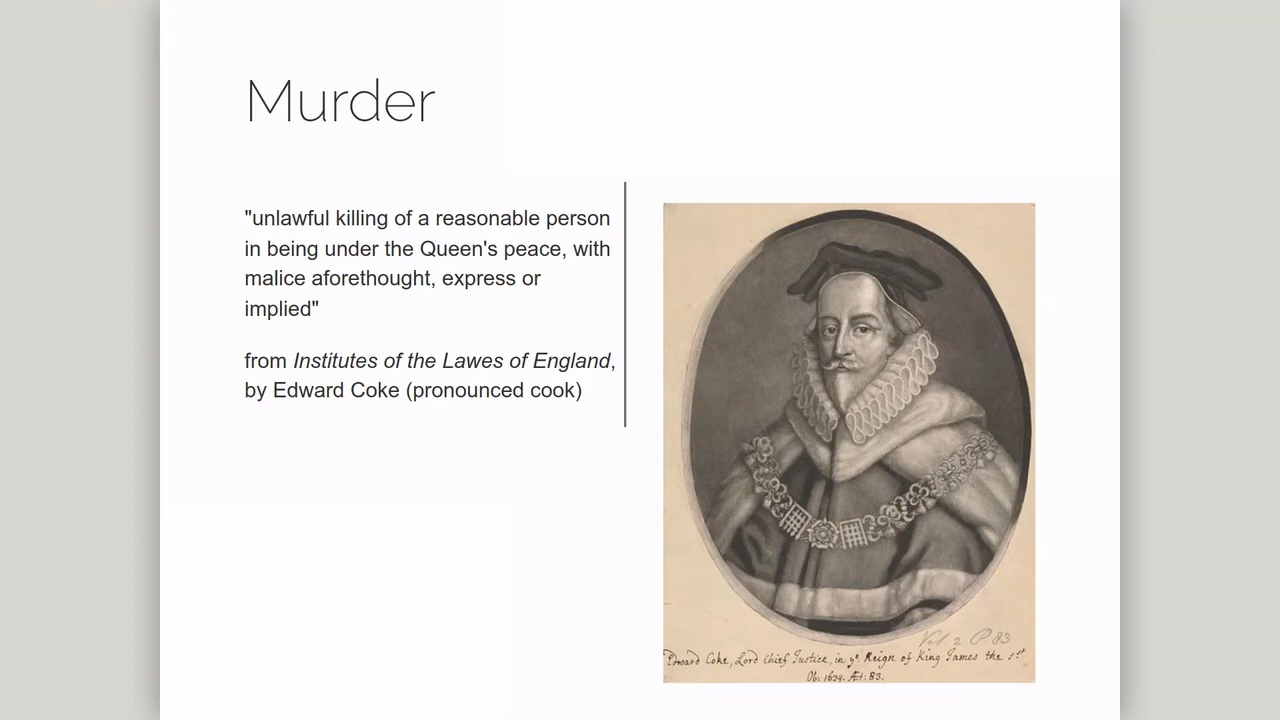 Murder
"unlawful killing of a reasonable person
in being under the Queen's peace, with
malice aforethought, express or
implied"
from Institutes of the Lawes of England,
by Edward Coke (pronounced cook)
Vol. 2 P 83
Edward Coke, Lord Chief Justice, in yᵉ. Reign of King James the 1ˢᵗ
Ob. 1634. Æt: 83.